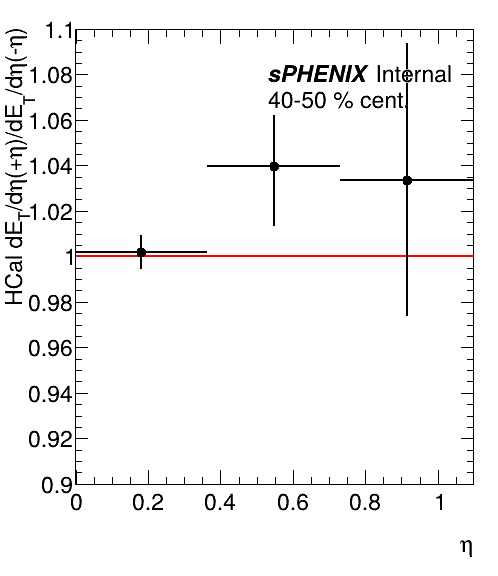 HCal dE_T/dη(+η)/dE_T/dη(-η)
1.1
1.08
1.06
1.04
1.02
1
0.98
0.96
0.94
0.92
0.9
sPHENIX Internal
40-50 % cent.
0 0.2 0.4 0.6 0.8 1
η